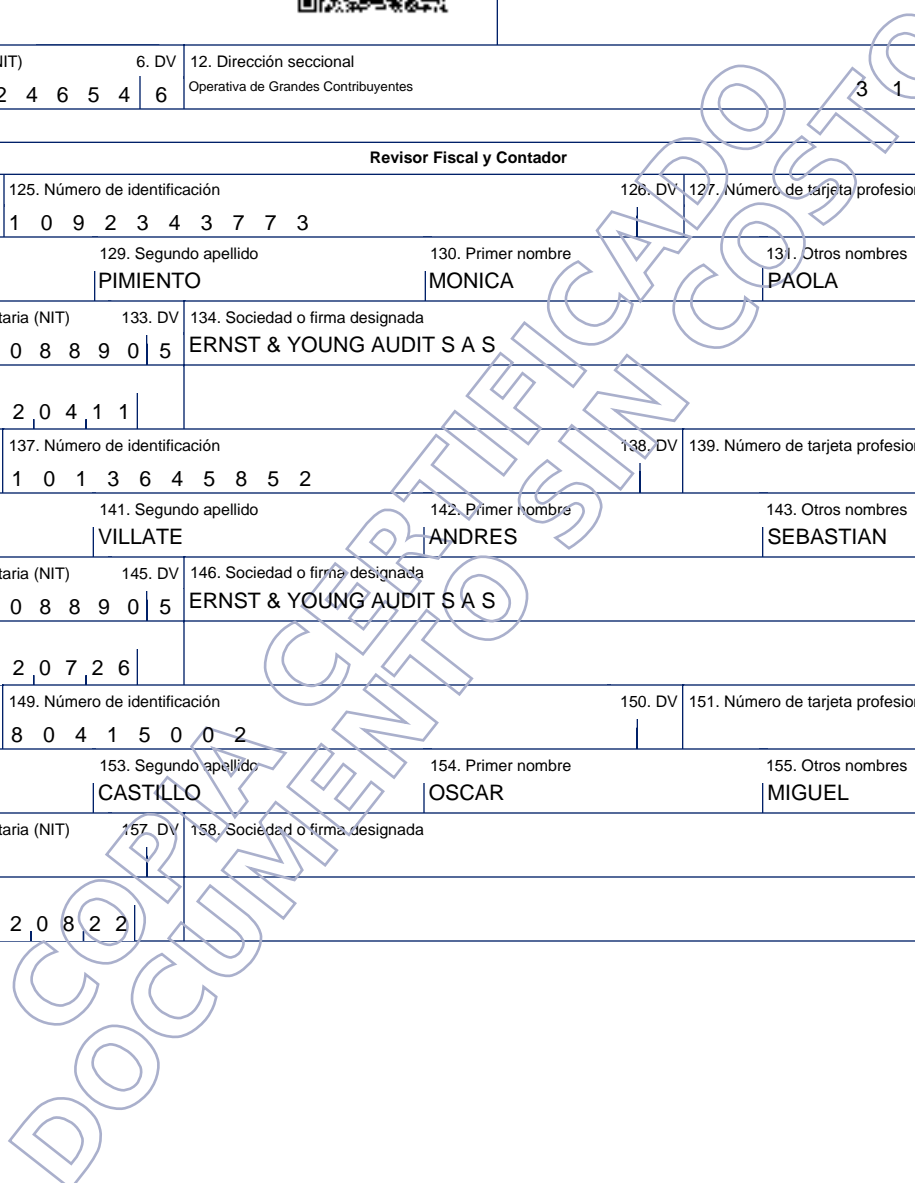 IIT) 6. DV 12. Dirección seccional
2 4 6 5 4 6 Operativa de Grandes Contribuyentes 3 1
Revisor Fiscal y Contador
125. Número de identificación 126. DV 127. Número de tarjeta profesion
1 0 9 2 3 4 3 7 7 3
129. Segundo apellido 130. Primer nombre 131. Otros nombres
PIMIENTO MONICA PAOLA
taria (NIT) 133. DV 134. Sociedad o firma designada
0 8 8 9 0 5 ERNST & YOUNG AUDIT S A S
2 0 4 1 1
137. Número de identificación 138. DV 139. Número de tarjeta profesion
1 0 1 3 6 4 5 8 5 2
141. Segundo apellido 142. Primer nombre 143. Otros nombres
VILLATE ANDRES SEBASTIAN
taria (NIT) 145. DV 146. Sociedad o firma designada
0 8 8 9 0 5 ERNST & YOUNG AUDIT S A S
2 0 7 2 6
149. Número de identificación 150. DV 151. Número de tarjeta profesion
8 0 4 1 5 0 0 2
153. Segundo apellido 154. Primer nombre 155. Otros nombres
CASTILLO OSCAR MIGUEL
taria (NIT) 157. DV 158. Sociedad o firma designada
2 0 8 2 2
COPIA CERTIFICADO
DOCUMENTO SIN COSTO